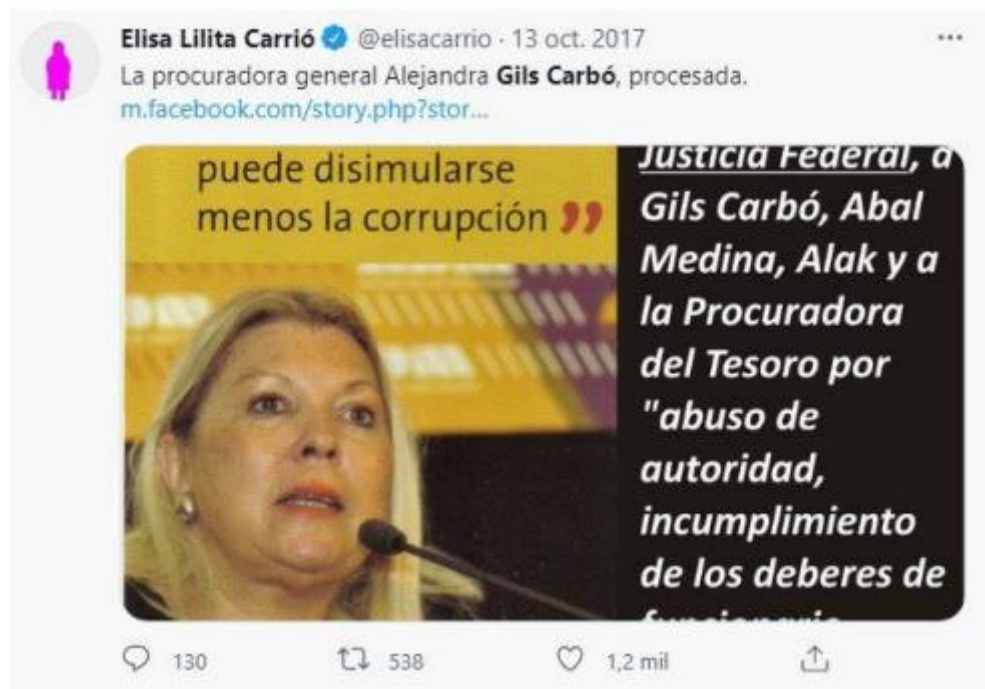 Elisa Lilita Carrió @elisacarrio · 13 oct. 2017
La procuradora general Alejandra Gils Carbó, procesada.
m.facebook.com/story.php?stor...
puede disimularse
menos la corrupción ”
Justicia Federal, a
Gils Carbó, Abal
Medina, Alak y a
la Procuradora
del Tesoro por
"abuso de
autoridad,
incumplimiento
de los deberes de
130 538 1,2 mil